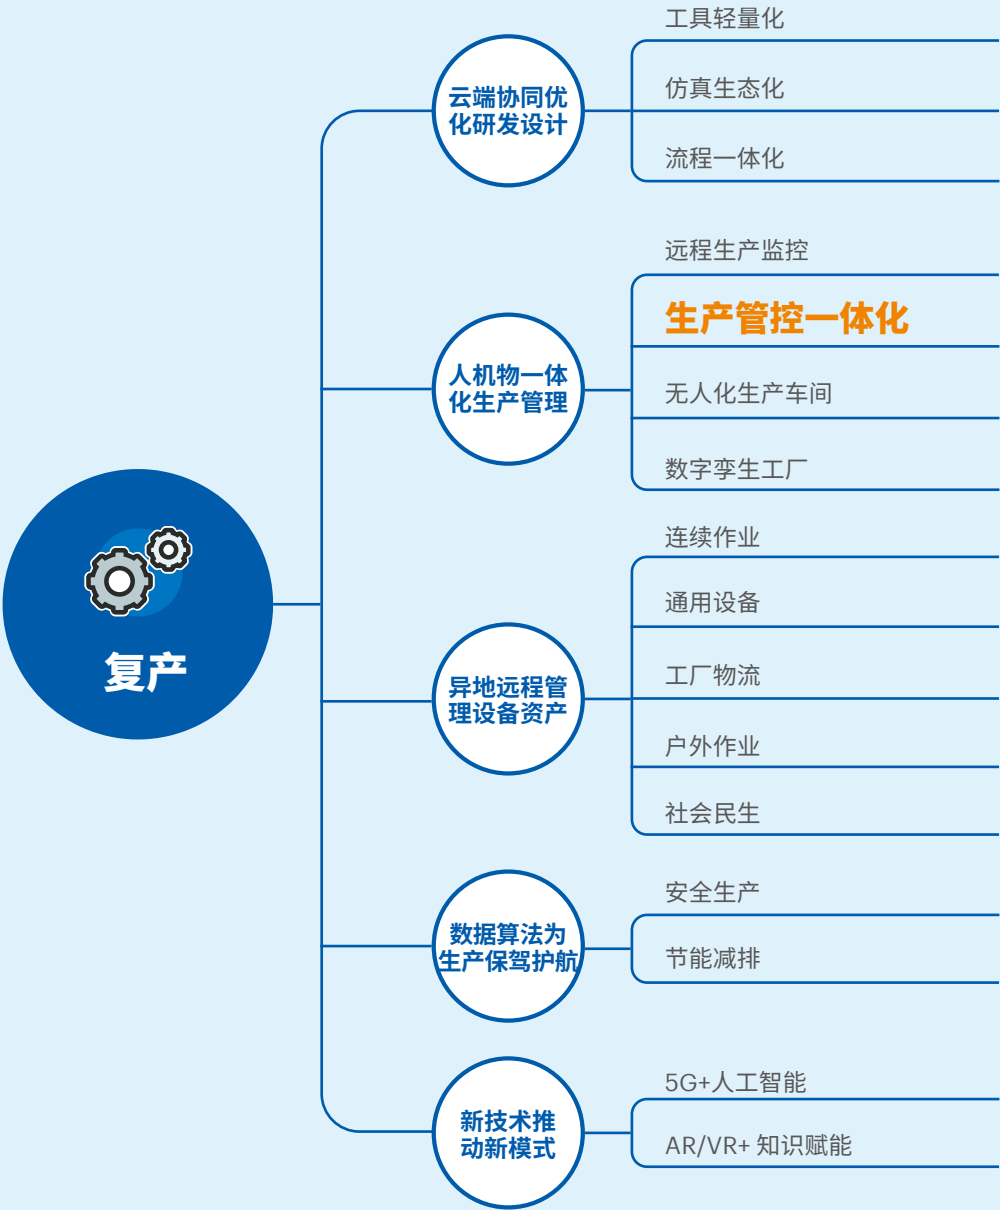 复产
云端协同优
化研发设计
工具轻量化
仿真生态化
流程一体化
人机物一体
化生产管理
远程生产监控
生产管控一体化
无人化生产车间
数字孪生工厂
异地远程管
理设备资产
连续作业
通用设备
工厂物流
户外作业
社会民生
数据算法为
生产保驾护航
安全生产
节能减排
新技术推
动新模式
5G+人工智能
AR/VR+ 知识赋能